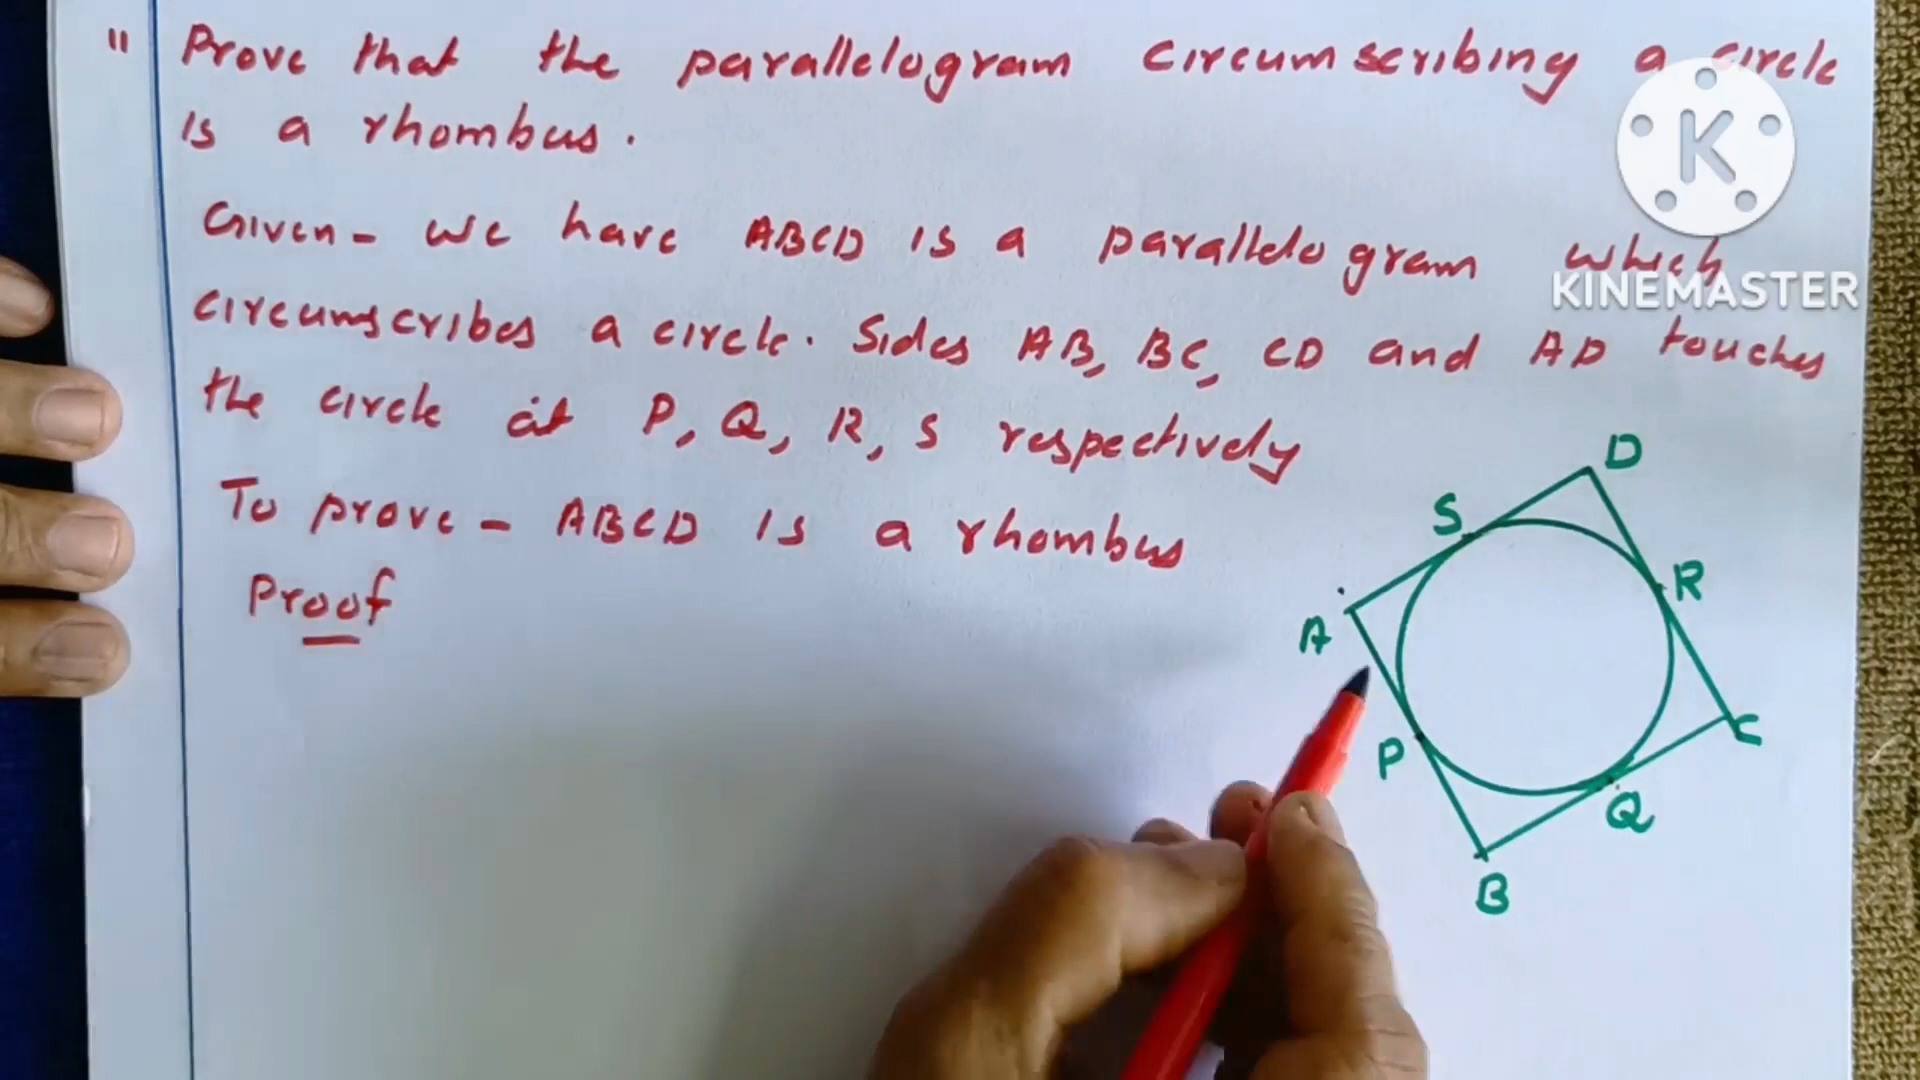 " Prove that the parallelogram circumscribing a circle
is a rhombus.
Given - we have ABCD is a parallelogram which
circumscribes a circle. Sides AB, BC, CD and AD touches
the circle at P, Q, R, S respectively
To prove - ABCD is a rhombus
Proof
D
S
R
A
C
P
Q
B
K
KINEMASTER